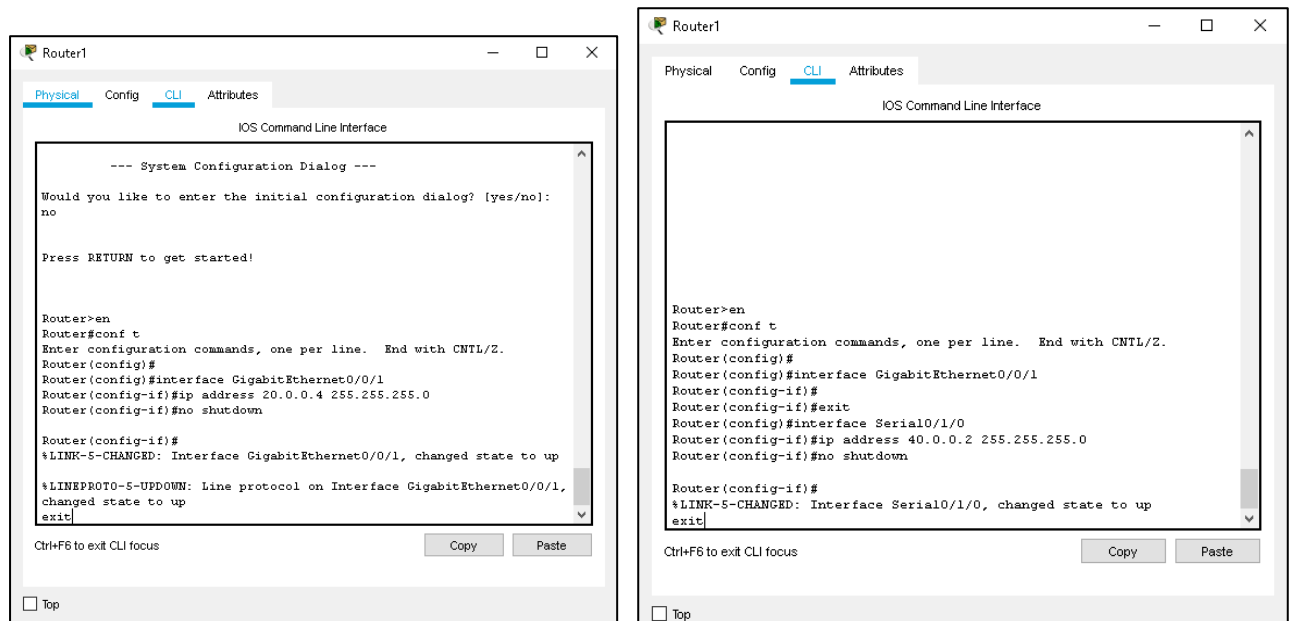 Router1
Physical Config CLI Attributes
IOS Command Line Interface
--- System Configuration Dialog ---
Would you like to enter the initial configuration dialog? [yes/no]:
no
Press RETURN to get started!
Router>en
Router#conf t
Enter configuration commands, one per line. End with CNTL/Z.
Router(config)#
Router(config)#interface GigabitEthernet0/0/1
Router(config-if)#ip address 20.0.0.4 255.255.255.0
Router(config-if)#no shutdown
Router(config-if)#
%LINK-5-CHANGED: Interface GigabitEthernet0/0/1, changed state to up
%LINEPROTO-5-UPDOWN: Line protocol on Interface GigabitEthernet0/0/1,
changed state to up
exit
Ctrl+F6 to exit CLI focus
Copy Paste
Top
Router1
Physical Config CLI Attributes
IOS Command Line Interface
Router>en
Router#conf t
Enter configuration commands, one per line. End with CNTL/Z.
Router(config)#
Router(config)#interface GigabitEthernet0/0/1
Router(config-if)#
Router(config-if)#exit
Router(config)#interface Serial0/1/0
Router(config-if)#ip address 40.0.0.2 255.255.255.0
Router(config-if)#no shutdown
Router(config-if)#
%LINK-5-CHANGED: Interface Serial0/1/0, changed state to up
exit
Ctrl+F6 to exit CLI focus
Copy Paste
Top